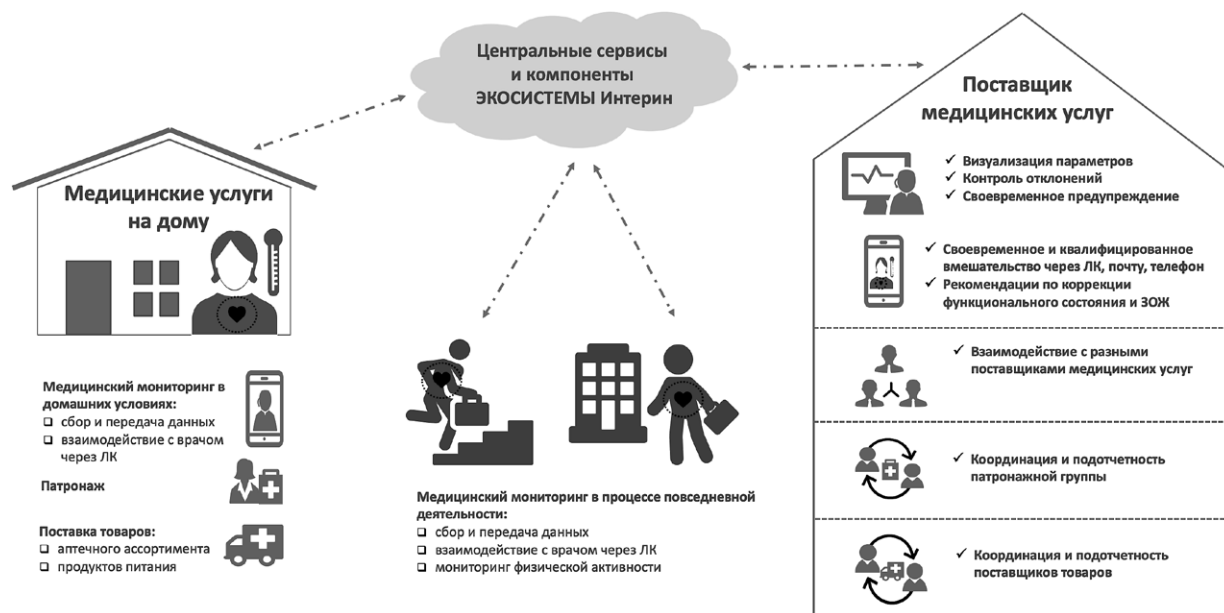 Центральные сервисы
и компоненты
ЭКОСИСТЕМЫ Интерин
Медицинские услуги
на дому
Медицинский мониторинг в
домашних условиях:
сбор и передача данных
взаимодействие с врачом
через ЛК
Патронаж
Поставка товаров:
аптечного ассортимента
продуктов питания
Медицинский мониторинг в процессе повседневной
деятельности:
сбор и передача данных
взаимодействие с врачом через ЛК
мониторинг физической активности
Поставщик
медицинских услуг
Визуализация параметров
Контроль отклонений
Своевременное предупреждение
Своевременное и квалифицированное
вмешательство через ЛК, почту, телефон
Рекомендации по коррекции
функционального состояния и ЗОЖ
Взаимодействие с разными
поставщиками медицинских услуг
Координация и подотчетность
патронажной группы
Координация и подотчетность
поставщиков товаров